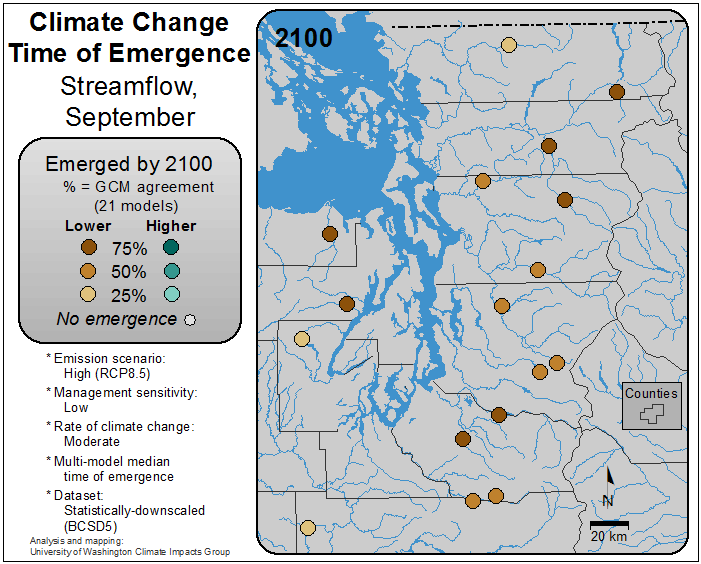 Climate Change
Time of Emergence
Streamflow,
September
Emerged by 2100
% = GCM agreement
(21 models)
Lower Higher
75%
50%
25%
No emergence
* Emission scenario:
High (RCP8.5)
* Management sensitivity:
Low
* Rate of climate change:
Moderate
* Multi-model median
time of emergence
* Dataset:
Statistically-downscaled
(BCSD5)
Analysis and mapping:
University of Washington Climate Impacts Group
2100
Counties
N
20 km